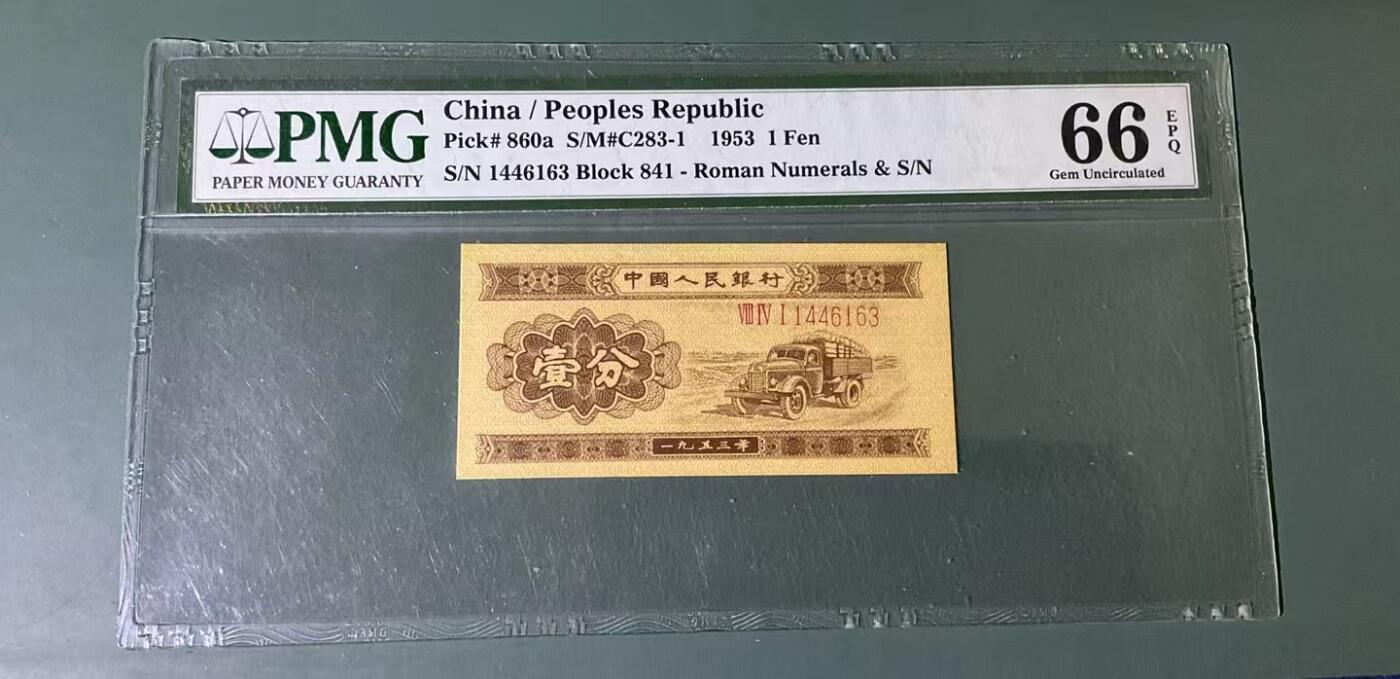 PMG
PAPER MONEY GUARANTY
China / Peoples Republic
Pick# 860a S/M#C283-1 1953 1 Fen
S/N 1446163 Block 841 - Roman Numerals & S/N
66
EPQ
Gem Uncirculated
中國人民銀行
VIII IV I 1446163
壹分
一九五三年